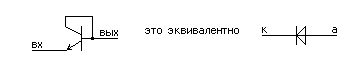 вх
вых
это эквивалентно
к
а